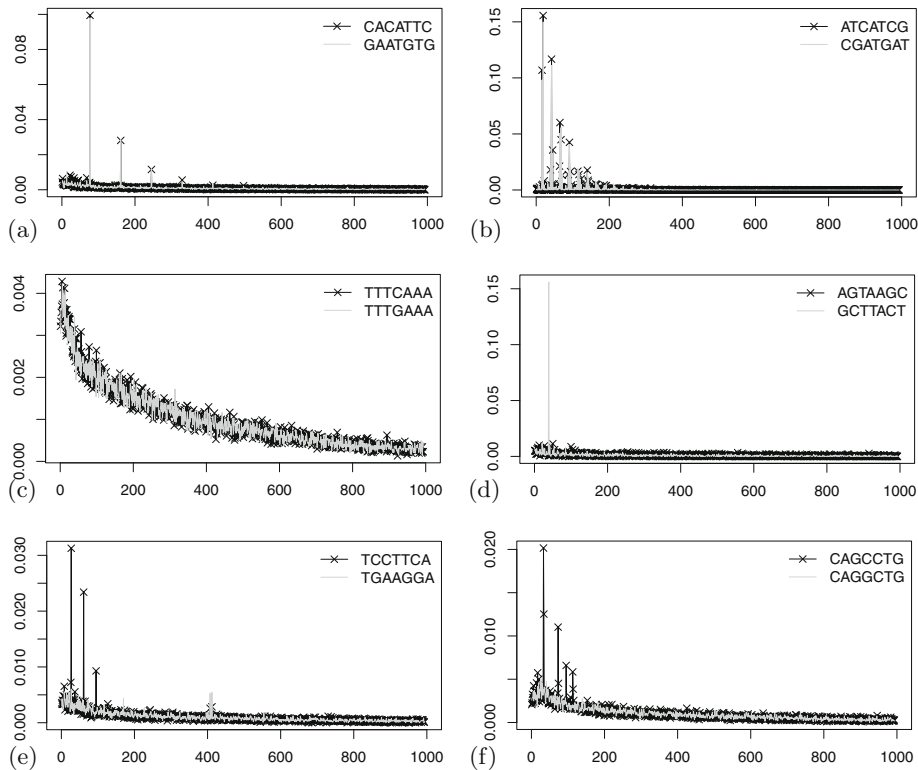 CACATTC
GAATGTG
0.00 0.04 0.08
0 200 400 600 800 1000
(a)
ATCATCG
CGATGAT
0.00 0.05 0.10 0.15
0 200 400 600 800 1000
(b)
TTTCAAA
TTTGAAA
0.000 0.002 0.004
0 200 400 600 800 1000
(c)
AGTAAGC
GCTTACT
0.00 0.05 0.10 0.15
0 200 400 600 800 1000
(d)
TCCTTCA
TGAAGGA
0.000 0.010 0.020 0.030
0 200 400 600 800 1000
(e)
CAGCCTG
CAGGCTG
0.000 0.010 0.020
0 200 400 600 800 1000
(f)